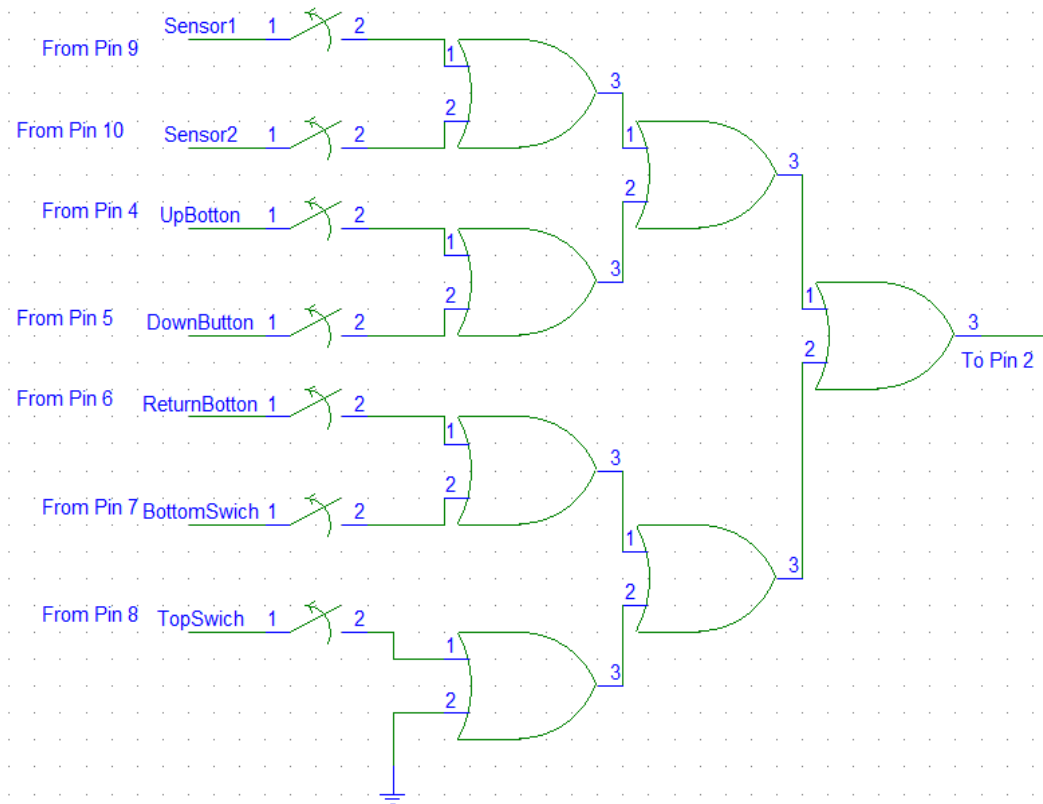 Sensor1 1 2
From Pin 9
1
3
From Pin 10 Sensor2 1 2
2
1
3
2
From Pin 4 UpBotton 1 2
1
3
2
From Pin 5 DownButton 1 2
1
3
To Pin 2
2
From Pin 6 ReturnBotton 1 2
1
3
2
From Pin 7 BottomSwich 1 2
1
3
2
From Pin 8 TopSwich 1 2
1
3
2